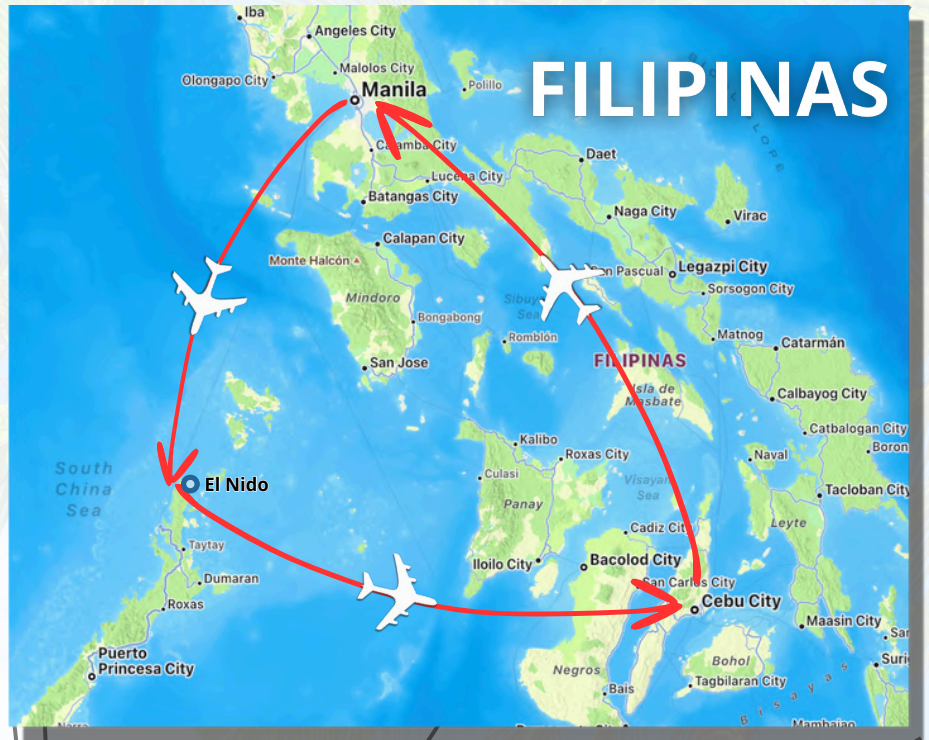 Iba
Angeles City
Malolos City
Olongapo City
Polillo
Manila
FILIPINAS
Calamba City
Daet
Lucena City
Batangas City
Naga City
Virac
Calapan City
Monte Halcón
Legazpi City
Sorsogon City
Mindoro
Sibuyan
Sea
Bongabong
Romblón
Matnog
Catarmán
San Jose
FILIPINAS
Isla de
Masbate
Calbayog City
Catbalogan City
Kalibo
Roxas City
Naval
South
China
Sea
El Nido
Culasi
Visayan
Sea
Tacloban City
Panay
Leyte
Cadiz City
Taytay
Iloilo City
Bacolod City
Dumaran
San Carlos City
Cebu City
Roxas
Maasin City
Puerto
Princesa City
Negros
Bohol
Tagbilaran City
Bais
Bisayas
Mambajao